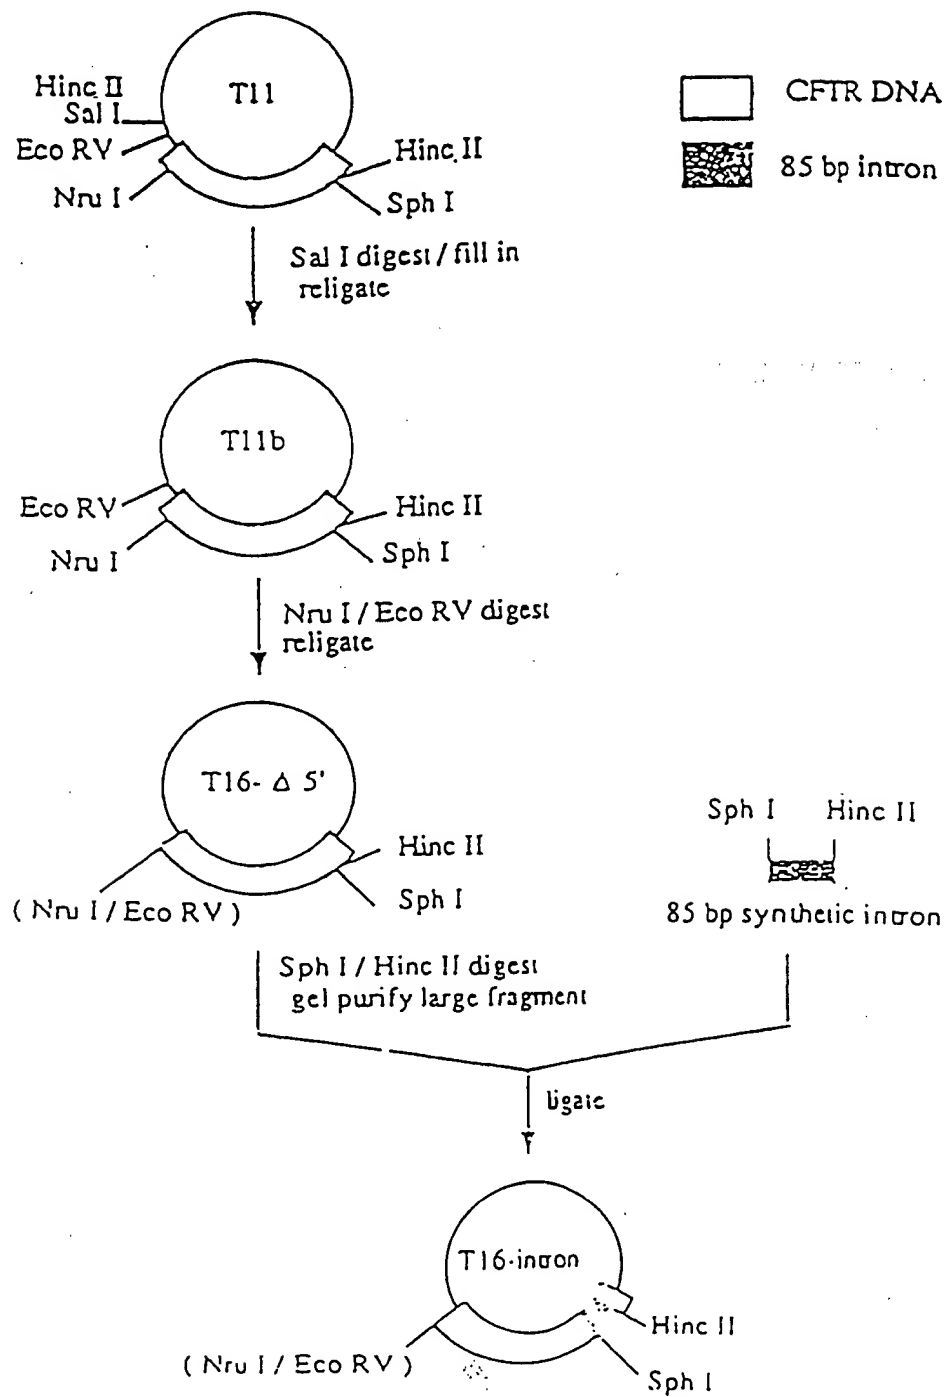 T11
Hinc II
Sal I
Eco RV
Nru I
Hinc II
Sph I
CFTR DNA
85 bp intron
Sal I digest / fill in
religate
T11b
Eco RV
Nru I
Hinc II
Sph I
Nru I / Eco RV digest
religate
T16- Δ 5'
Hinc II
Sph I
( Nru I / Eco RV )
Sph I Hinc II
85 bp synthetic intron
Sph I / Hinc II digest
gel purify large fragment
ligate
T16-intron
Hinc II
Sph I
( Nru I / Eco RV )